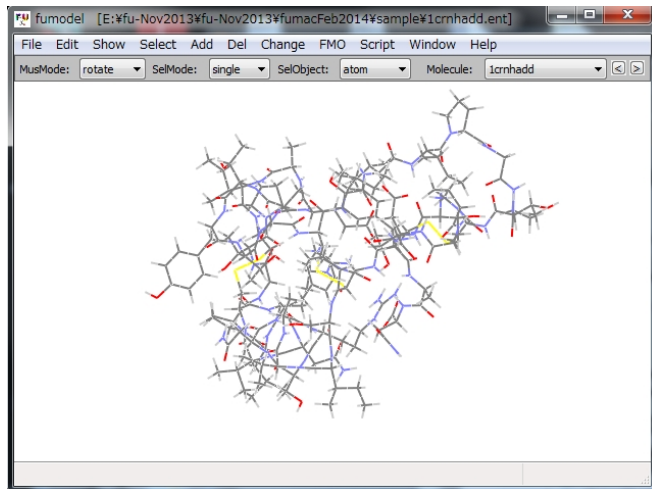 fu fumodel [E:¥fu-Nov2013¥fu-Nov2013¥fumacFeb2014¥sample¥1crnhadd.ent]
File Edit Show Select Add Del Change FMO Script Window Help
MusMode: rotate SelMode: single SelObject: atom Molecule: 1crnhadd < >